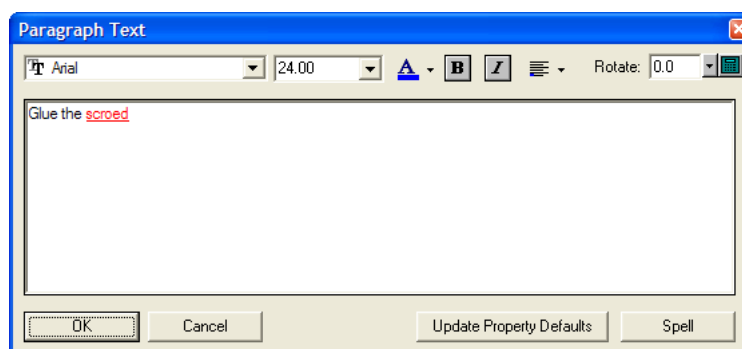 Paragraph Text
Arial 24.00 A B I Rotate: 0.0
Glue the scroed
OK Cancel Update Property Defaults Spell